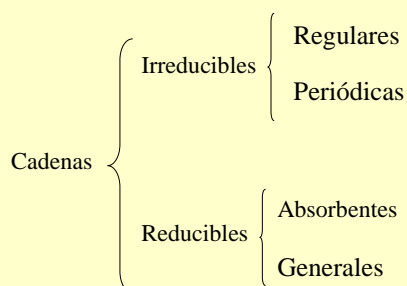 Cadenas
Irreducibles
Regulares
Periódicas
Reducibles
Absorbentes
Generales